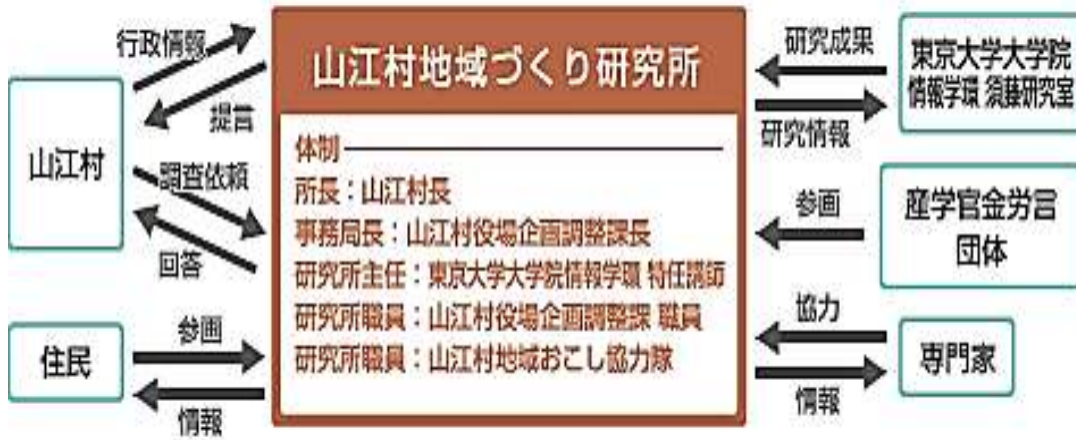 行政情報
提言
山江村
調査依頼
回答
参画
住民
情報
山江村地域づくり研究所
体制
所長：山江村長
事務局長：山江村役場企画調整課長
研究所主任：東京大学大学院情報学環 特任講師
研究所職員：山江村役場企画調整課 職員
研究所職員：山江村地域おこし協力隊
研究成果
研究情報
東京大学大学院
情報学環 須藤研究室
参画
産学官金労言
団体
協力
情報
専門家